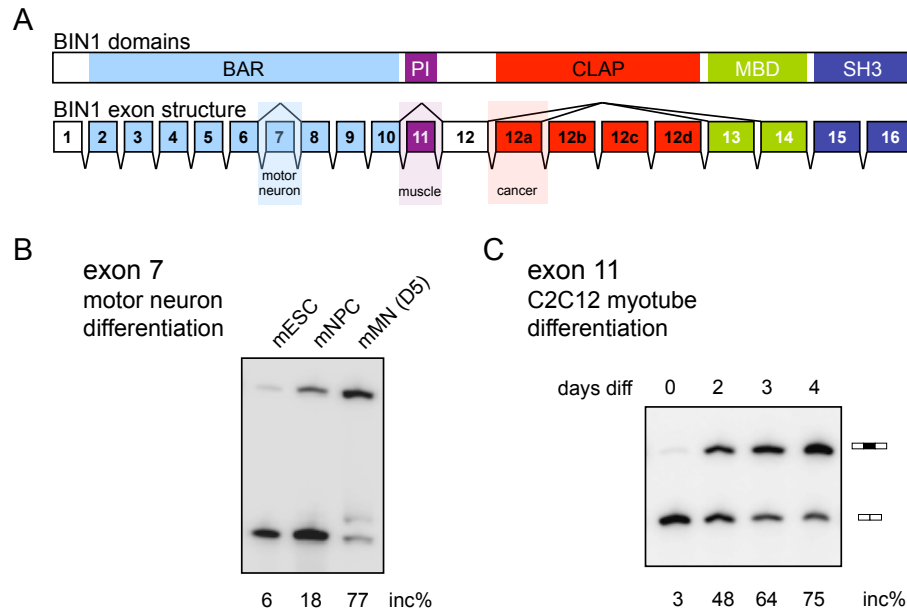 A
BIN1 domains
BAR PI CLAP MBD SH3
BIN1 exon structure
1 2 3 4 5 6 7 8 9 10 11 12 12a 12b 12c 12d 13 14 15 16
motor neuron
muscle
cancer
B
exon 7
motor neuron
differentiation
mESC
mNPC
mMN (D5)
6 18 77 inc%
C
exon 11
C2C12 myotube
differentiation
days diff 0 2 3 4
3 48 64 75 inc%